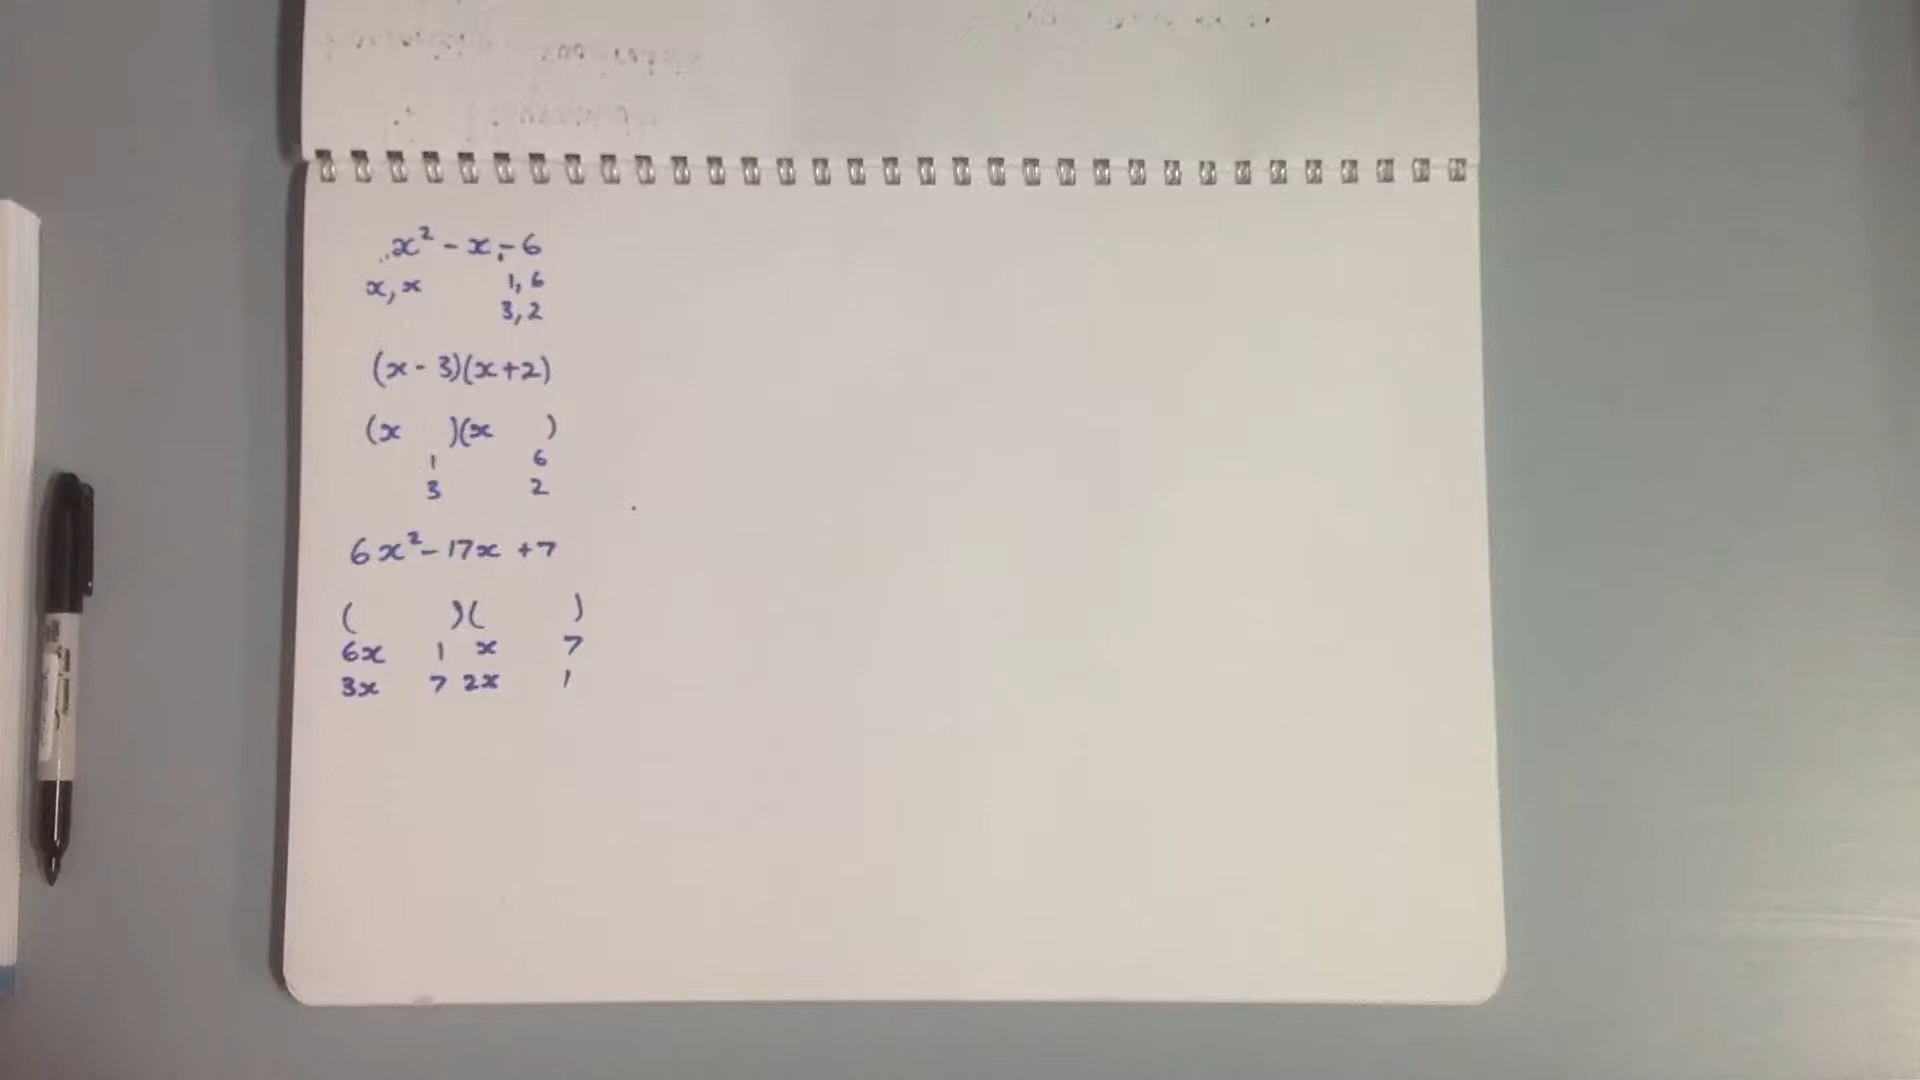 x² - x - 6
x, x 1, 6
3, 2
(x - 3)(x + 2)
(x )(x )
1 6
3 2
6x² - 17x + 7
( )( )
6x 1 x 7
3x 7 2x 1